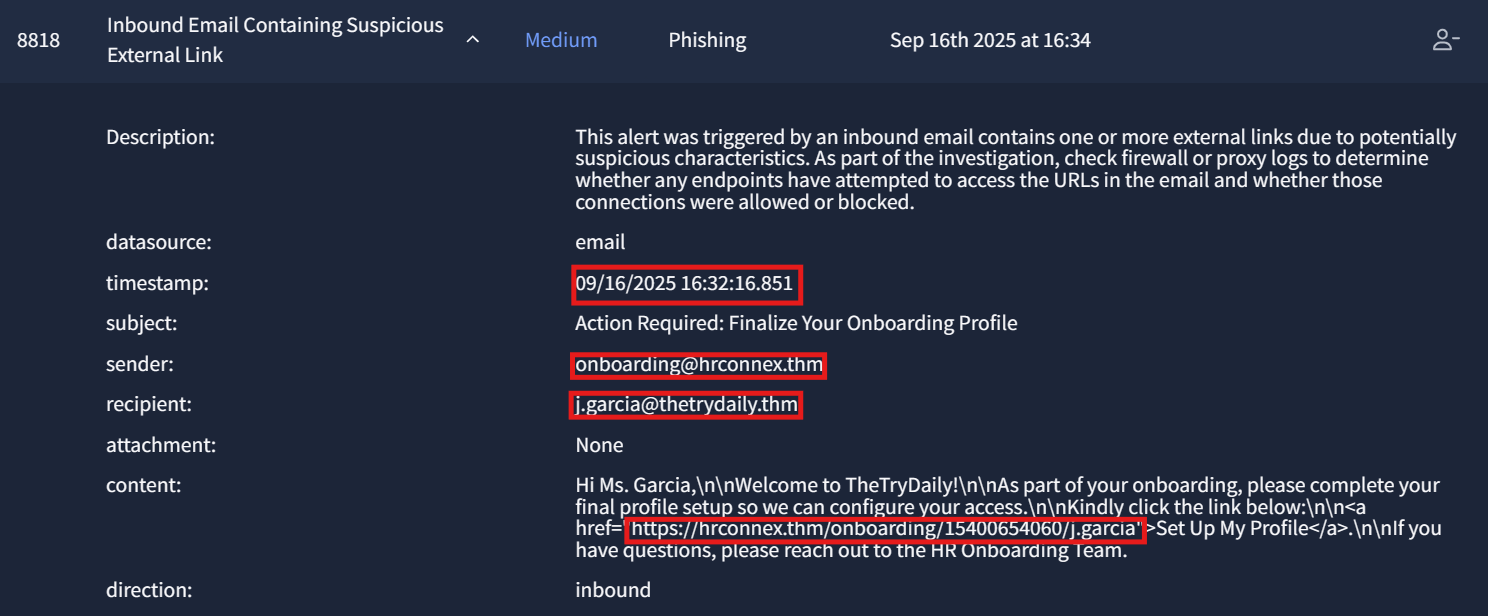 8818
Inbound Email Containing Suspicious
External Link
Medium
Phishing
Sep 16th 2025 at 16:34
Description:
This alert was triggered by an inbound email contains one or more external links due to potentially
suspicious characteristics. As part of the investigation, check firewall or proxy logs to determine
whether any endpoints have attempted to access the URLs in the email and whether those
connections were allowed or blocked.
datasource:
email
timestamp:
09/16/2025 16:32:16.851
subject:
Action Required: Finalize Your Onboarding Profile
sender:
onboarding@hrconnex.thm
recipient:
j.garcia@thetrydaily.thm
attachment:
None
content:
Hi Ms. Garcia,\n\nWelcome to TheTryDaily!\n\nAs part of your onboarding, please complete your
final profile setup so we can configure your access.\n\nKindly click the link below:\n\n<a
href="https://hrconnex.thm/onboarding/15400654060/j.garcia">Set Up My Profile</a>.\n\nIf you
have questions, please reach out to the HR Onboarding Team.
direction:
inbound